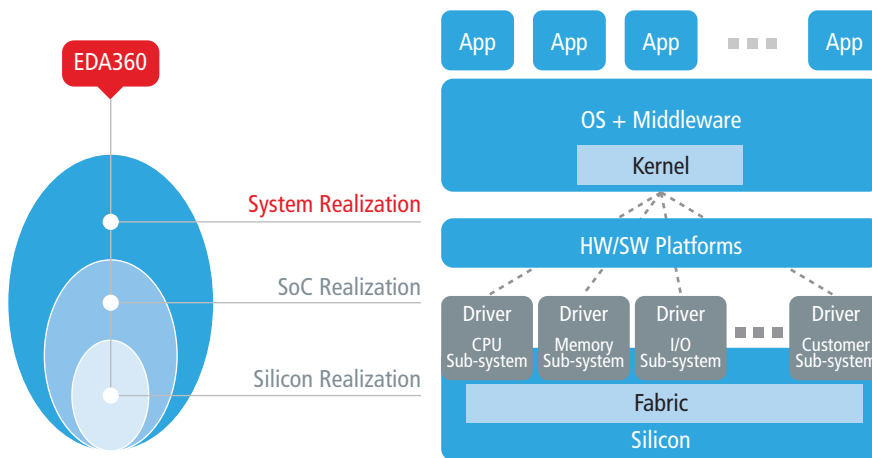 EDA360
System Realization
SoC Realization
Silicon Realization
App
App
App
App
OS + Middleware
Kernel
HW/SW Platforms
Driver
CPU
Sub-system
Driver
Memory
Sub-system
Driver
I/O
Sub-system
Driver
Customer
Sub-system
Fabric
Silicon